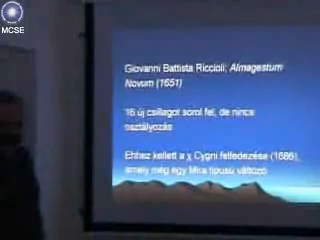 MCSE
Giovanni Battista Riccioli: Almagestum
Novum (1651)
16 új csillagot sorol fel, de nincs
osztályozás
Ehhez kellett a χ Cygni felfedezése (1686),
amely még egy Mira típusú változó